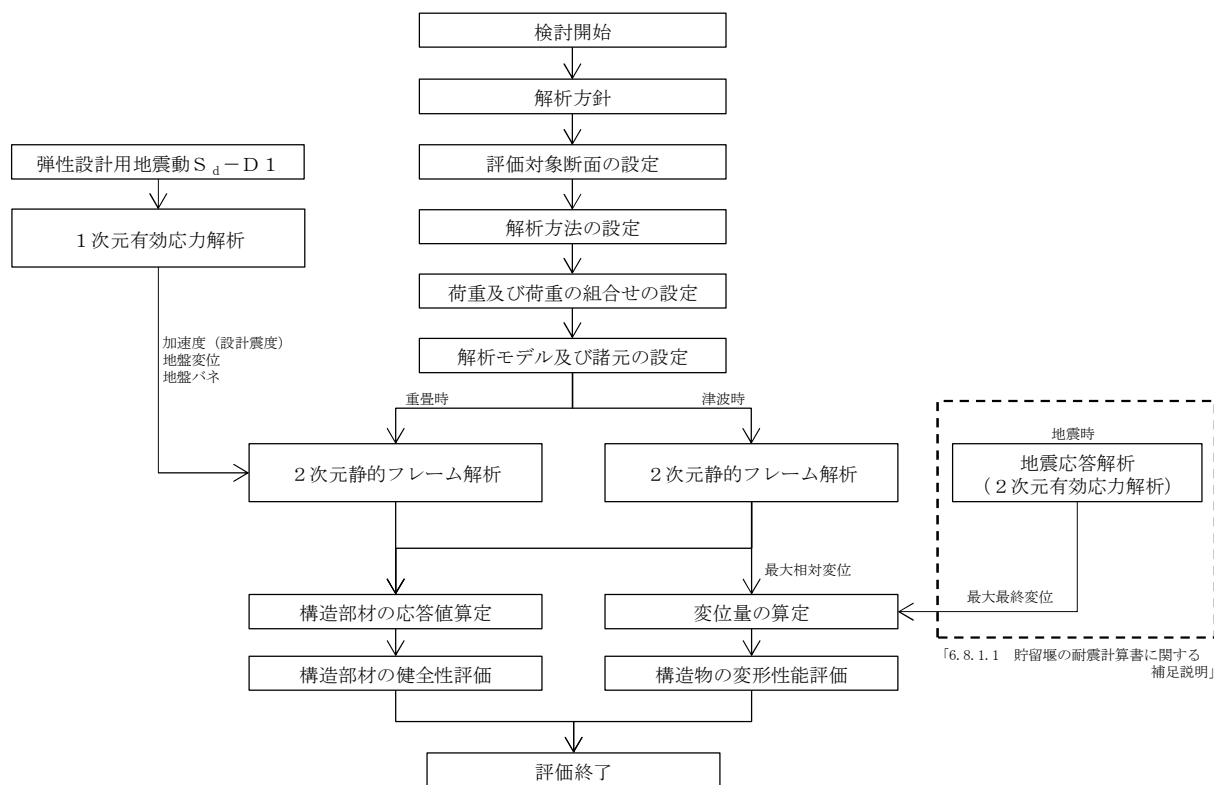 検討開始
解析方針
弾性設計用地震動Sd-D1
評価対象断面の設定
1次元有効応力解析
解析方法の設定
荷重及び荷重の組合せの設定
加速度（設計震度）
地盤変位
地盤バネ
解析モデル及び諸元の設定
重畳時
津波時
地震時
2次元静的フレーム解析
2次元静的フレーム解析
地震応答解析
（2次元有効応力解析）
最大相対変位
最大最終変位
構造部材の応答値算定
変位量の算定
構造部材の健全性評価
構造物の変形性能評価
「6.8.1.1 貯留堰の耐震計算書に関する
補足説明」
評価終了